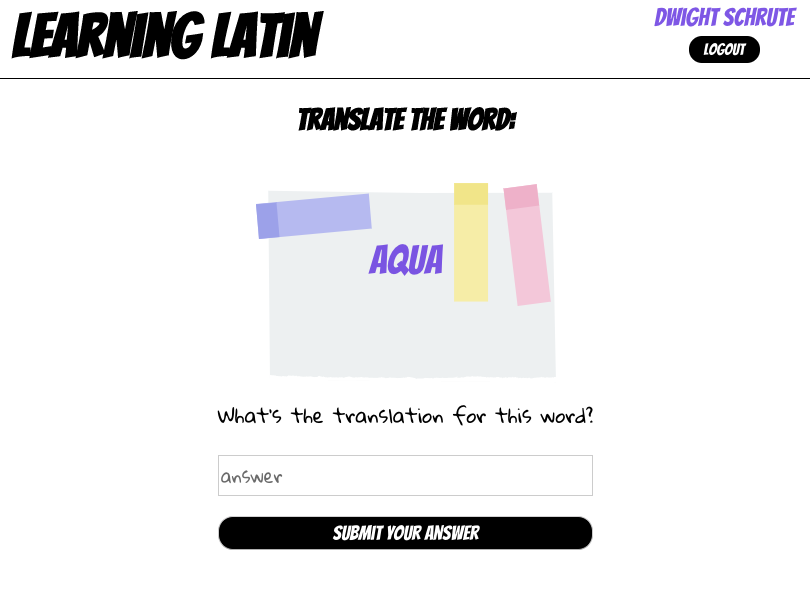 LEARNING LATIN
DWIGHT SCHRUTE
LOGOUT
TRANSLATE THE WORD:
AQUA
What's the translation for this word?
answer
SUBMIT YOUR ANSWER